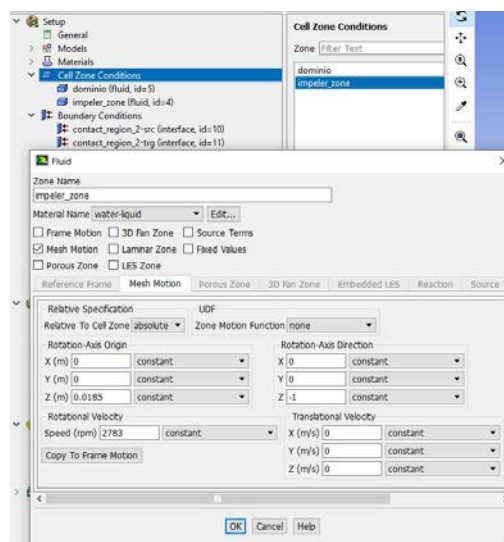 Setup
General
Models
Materials
Cell Zone Conditions
dominio (fluid, id=5)
impeler_zone (fluid, id=4)
Boundary Conditions
contact_region_2-src (interface, id=10)
contact_region_2-trg (interface, id=11)
Cell Zone Conditions
Zone Filter Text
dominio
impeler_zone
Fluid
Zone Name
impeler_zone
Material Name water-liquid Edit...
Frame Motion 3D Fan Zone Source Terms
Mesh Motion Laminar Zone Fixed Values
Porous Zone LES Zone
Reference Frame Mesh Motion Porous Zone 3D Fan Zone Embedded LES Reaction Source
Relative Specification UDF
Relative To Cell Zone absolute Zone Motion Function none
Rotation-Axis Origin Rotation-Axis Direction
X (m) 0 constant X 0 constant
Y (m) 0 constant Y 0 constant
Z (m) 0.0185 constant Z -1 constant
Rotational Velocity Translational Velocity
Speed (rpm) 2783 constant X (m/s) 0 constant
Copy To Frame Motion Y (m/s) 0 constant
Z (m/s) 0 constant
OK Cancel Help